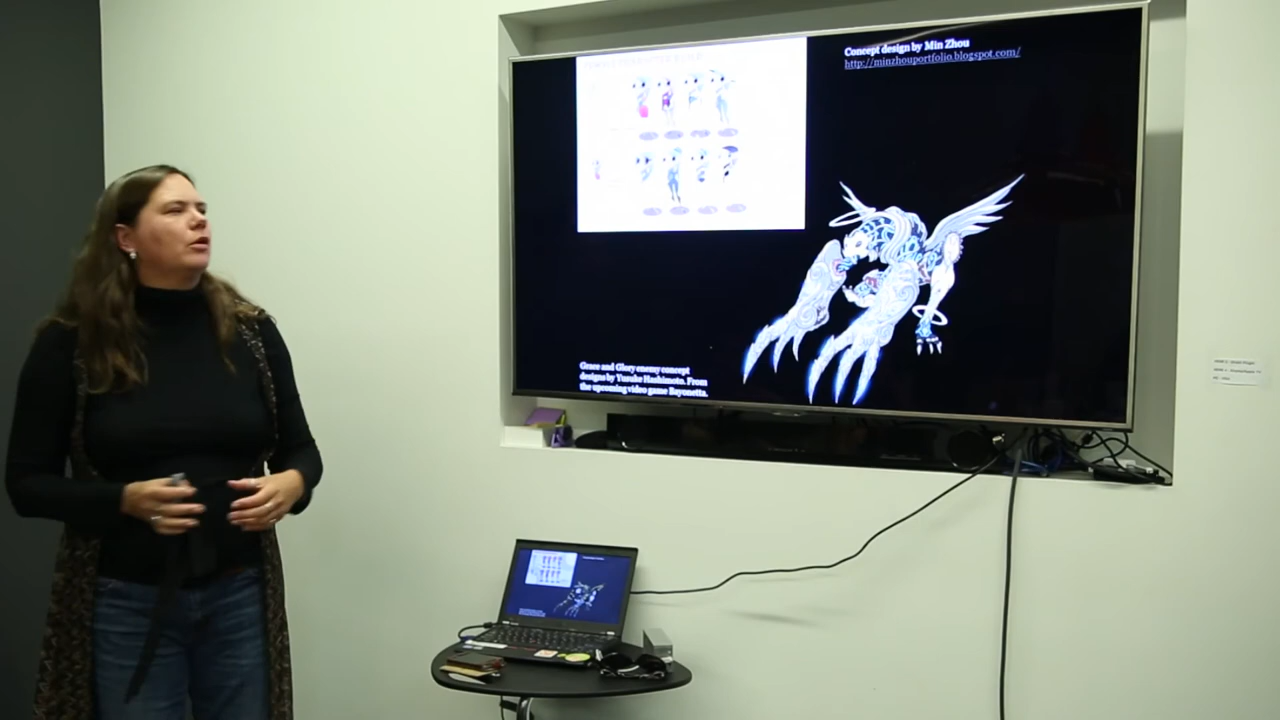 Concept design by Min Zhou
http://minzhouportfolio.blogspot.com/
Grace and Glory enemy concept
designs by Yusuke Hashimoto. From
the upcoming video game Bayonetta.